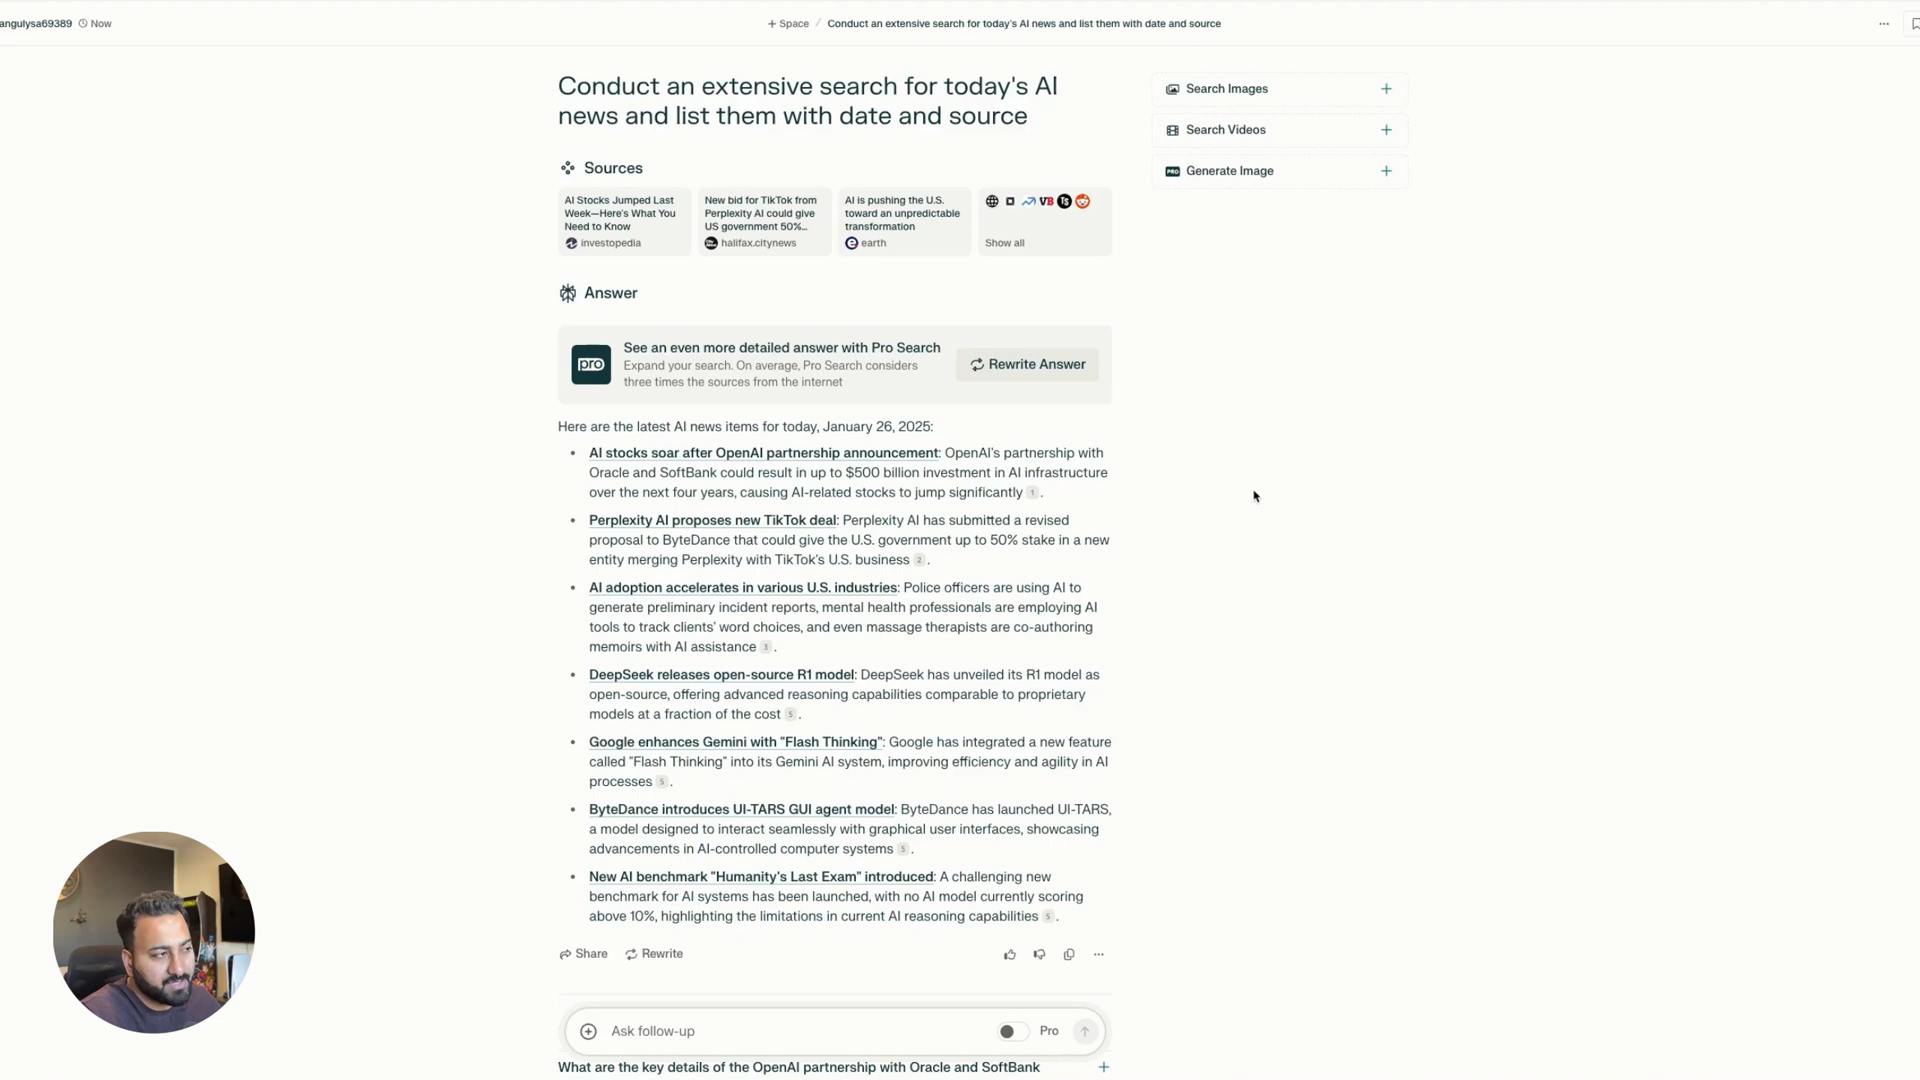 angulysa69389 Now
+ Space / Conduct an extensive search for today's AI news and list them with date and source
Conduct an extensive search for today's AI
news and list them with date and source
Search Images
Search Videos
PRO Generate Image
Sources
AI Stocks Jumped Last
Week—Here's What You
Need to Know
investopedia
New bid for TikTok from
Perplexity AI could give
US government 50%...
halifax.citynews
AI is pushing the U.S.
toward an unpredictable
transformation
earth
VB TS
Show all
Answer
pro
See an even more detailed answer with Pro Search
Expand your search. On average, Pro Search considers
three times the sources from the internet
Rewrite Answer
Here are the latest AI news items for today, January 26, 2025:
• AI stocks soar after OpenAI partnership announcement: OpenAI's partnership with
Oracle and SoftBank could result in up to $500 billion investment in AI infrastructure
over the next four years, causing AI-related stocks to jump significantly 1 .
• Perplexity AI proposes new TikTok deal: Perplexity AI has submitted a revised
proposal to ByteDance that could give the U.S. government up to 50% stake in a new
entity merging Perplexity with TikTok's U.S. business 2 .
• AI adoption accelerates in various U.S. industries: Police officers are using AI to
generate preliminary incident reports, mental health professionals are employing AI
tools to track clients' word choices, and even massage therapists are co-authoring
memoirs with AI assistance 3 .
• DeepSeek releases open-source R1 model: DeepSeek has unveiled its R1 model as
open-source, offering advanced reasoning capabilities comparable to proprietary
models at a fraction of the cost 5 .
• Google enhances Gemini with "Flash Thinking": Google has integrated a new feature
called "Flash Thinking" into its Gemini AI system, improving efficiency and agility in AI
processes 5 .
• ByteDance introduces UI-TARS GUI agent model: ByteDance has launched UI-TARS,
a model designed to interact seamlessly with graphical user interfaces, showcasing
advancements in AI-controlled computer systems 5 .
• New AI benchmark "Humanity's Last Exam" introduced: A challenging new
benchmark for AI systems has been launched, with no AI model currently scoring
above 10%, highlighting the limitations in current AI reasoning capabilities 5 .
Share Rewrite
Ask follow-up Pro
What are the key details of the OpenAI partnership with Oracle and SoftBank